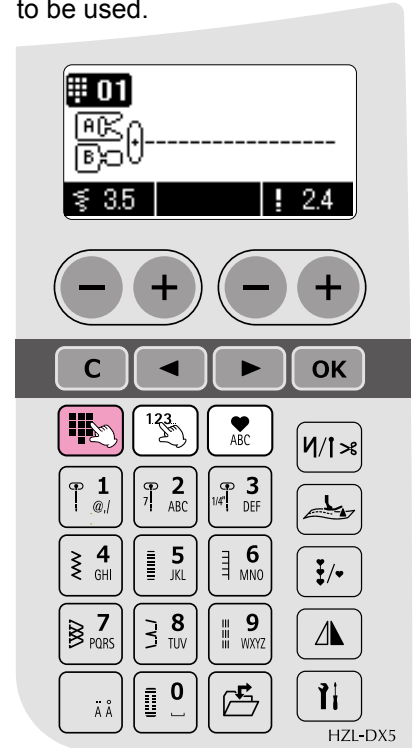 to be used.
01
A
B
3.5
2.4
C
OK
123
ABC
1
.@,/
7
2
ABC
1/4"
3
DEF
4
GHI
5
JKL
6
MNO
7
PQRS
8
TUV
9
WXYZ
Ä Å
0
HZL-DX5